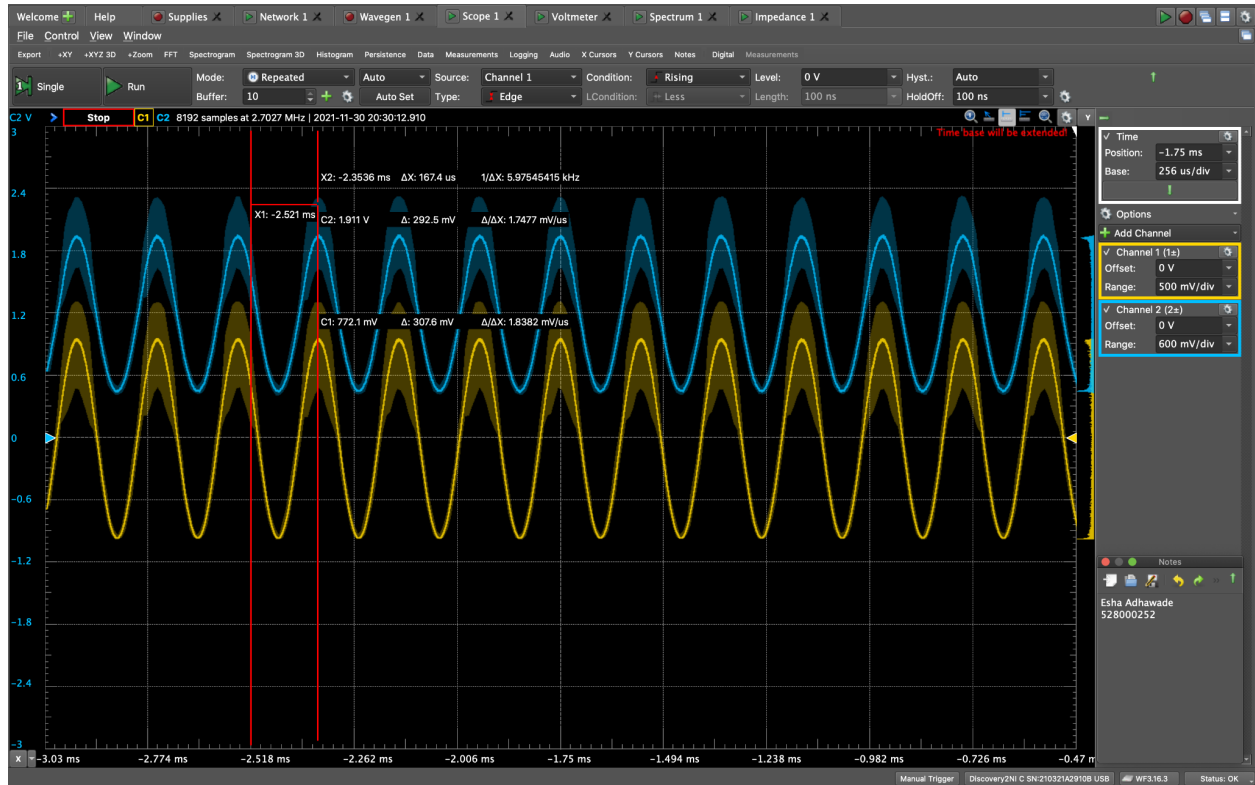 Welcome Help Supplies Network 1 Wavegen 1 Scope 1 Voltmeter Spectrum 1 Impedance 1
File Control View Window
Export +XY +XYZ 3D +Zoom FFT Spectrogram Spectrogram 3D Histogram Persistence Data Measurements Logging Audio X Cursors Y Cursors Notes Digital Measurements
Single Run Mode: Repeated Auto Source: Channel 1 Condition: Rising Level: 0 V Hyst.: Auto
Buffer: 10 Auto Set Type: Edge LCondition: Less Length: 100 ns HoldOff: 100 ns
C2 V Stop C1 C2 8192 samples at 2.7027 MHz | 2021-11-30 20:30:12.910 Y
Time base will be extended!
3
2.4
1.8
1.2
0.6
0
-0.6
-1.2
-1.8
-2.4
-3
X2: -2.3536 ms ΔX: 167.4 us 1/ΔX: 5.97545415 kHz
X1: -2.521 ms
C2: 1.911 V Δ: 292.5 mV Δ/ΔX: 1.7477 mV/us
C1: 772.1 mV Δ: 307.6 mV Δ/ΔX: 1.8382 mV/us
X -3.03 ms -2.774 ms -2.518 ms -2.262 ms -2.006 ms -1.75 ms -1.494 ms -1.238 ms -0.982 ms -0.726 ms -0.47 m
Time
Position: -1.75 ms
Base: 256 us/div
Options
Add Channel
Channel 1 (1±)
Offset: 0 V
Range: 500 mV/div
Channel 2 (2±)
Offset: 0 V
Range: 600 mV/div
Notes
Esha Adhawade
528000252
Manual Trigger Discovery2NI C SN:210321A2910B USB WF3.16.3 Status: OK